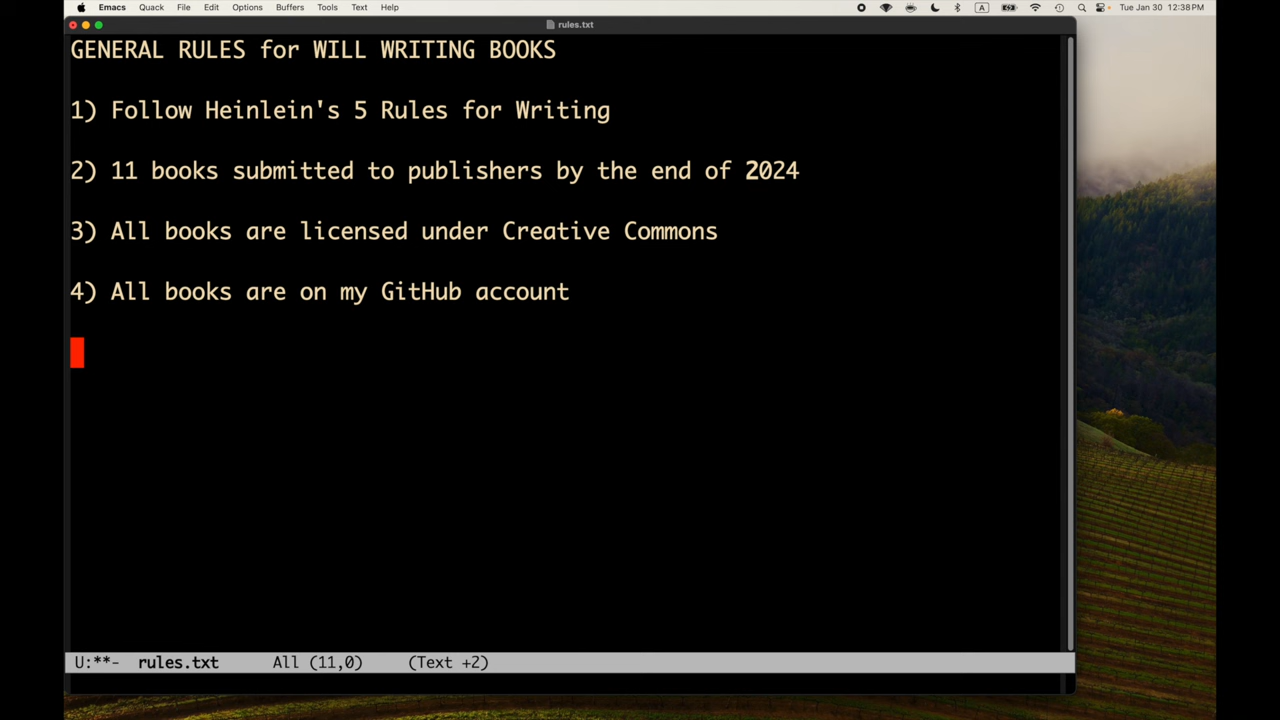 Emacs Quack File Edit Options Buffers Tools Text Help A Tue Jan 30 12:38 PM
rules.txt
GENERAL RULES for WILL WRITING BOOKS
1) Follow Heinlein's 5 Rules for Writing
2) 11 books submitted to publishers by the end of 2024
3) All books are licensed under Creative Commons
4) All books are on my GitHub account
U:**- rules.txt All (11,0) (Text +2)